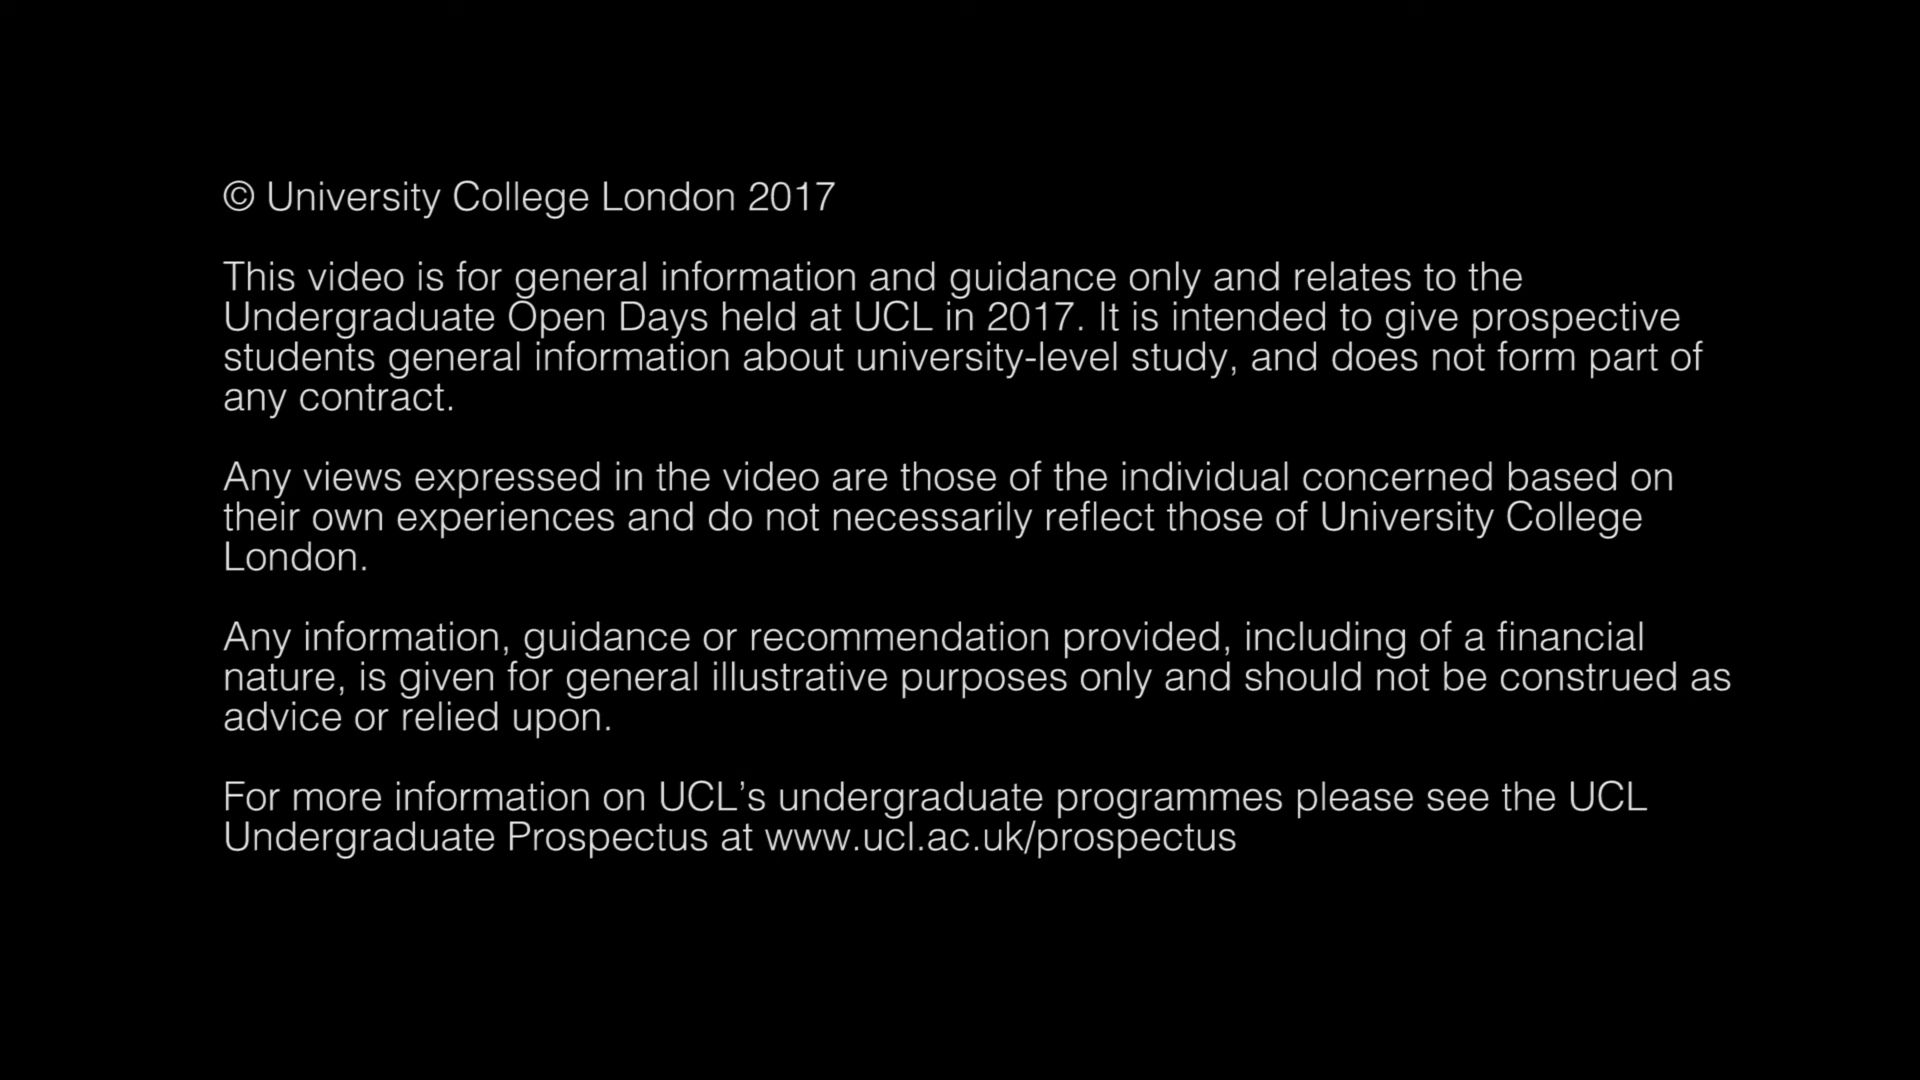 © University College London 2017
This video is for general information and guidance only and relates to the
Undergraduate Open Days held at UCL in 2017. It is intended to give prospective
students general information about university-level study, and does not form part of
any contract.
Any views expressed in the video are those of the individual concerned based on
their own experiences and do not necessarily reflect those of University College
London.
Any information, guidance or recommendation provided, including of a financial
nature, is given for general illustrative purposes only and should not be construed as
advice or relied upon.
For more information on UCL’s undergraduate programmes please see the UCL
Undergraduate Prospectus at www.ucl.ac.uk/prospectus